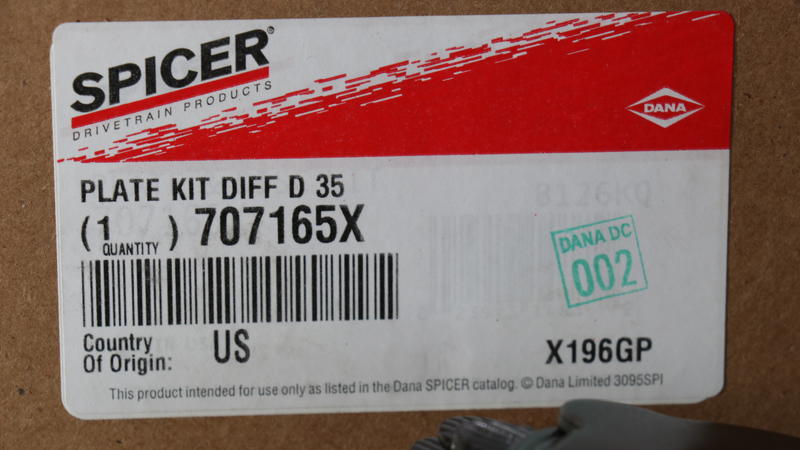 SPICER®
DRIVETRAIN PRODUCTS
DANA
PLATE KIT DIFF D 35
B126KQ
(1 QUANTITY ) 707165X
DANA DC
002
Country
Of Origin: US
X196GP
This product intended for use only as listed in the Dana SPICER catalog. © Dana Limited 3095SPI